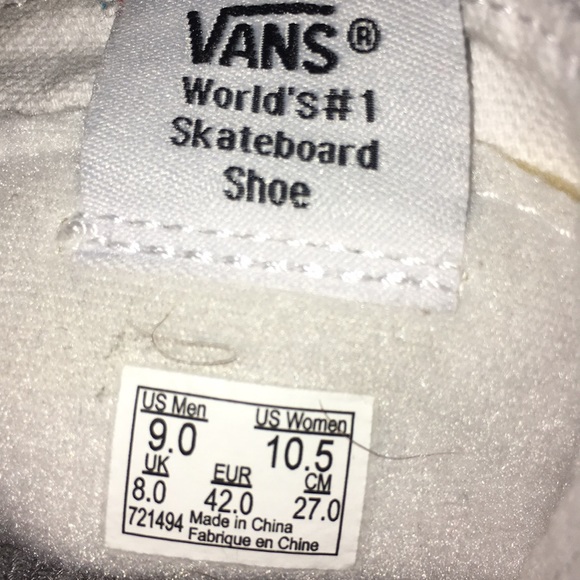 VANS®
World's#1
Skateboard
Shoe
US Men US Women
9.0 10.5
UK EUR CM
8.0 42.0 27.0
721494 Made in China
Fabrique en Chine